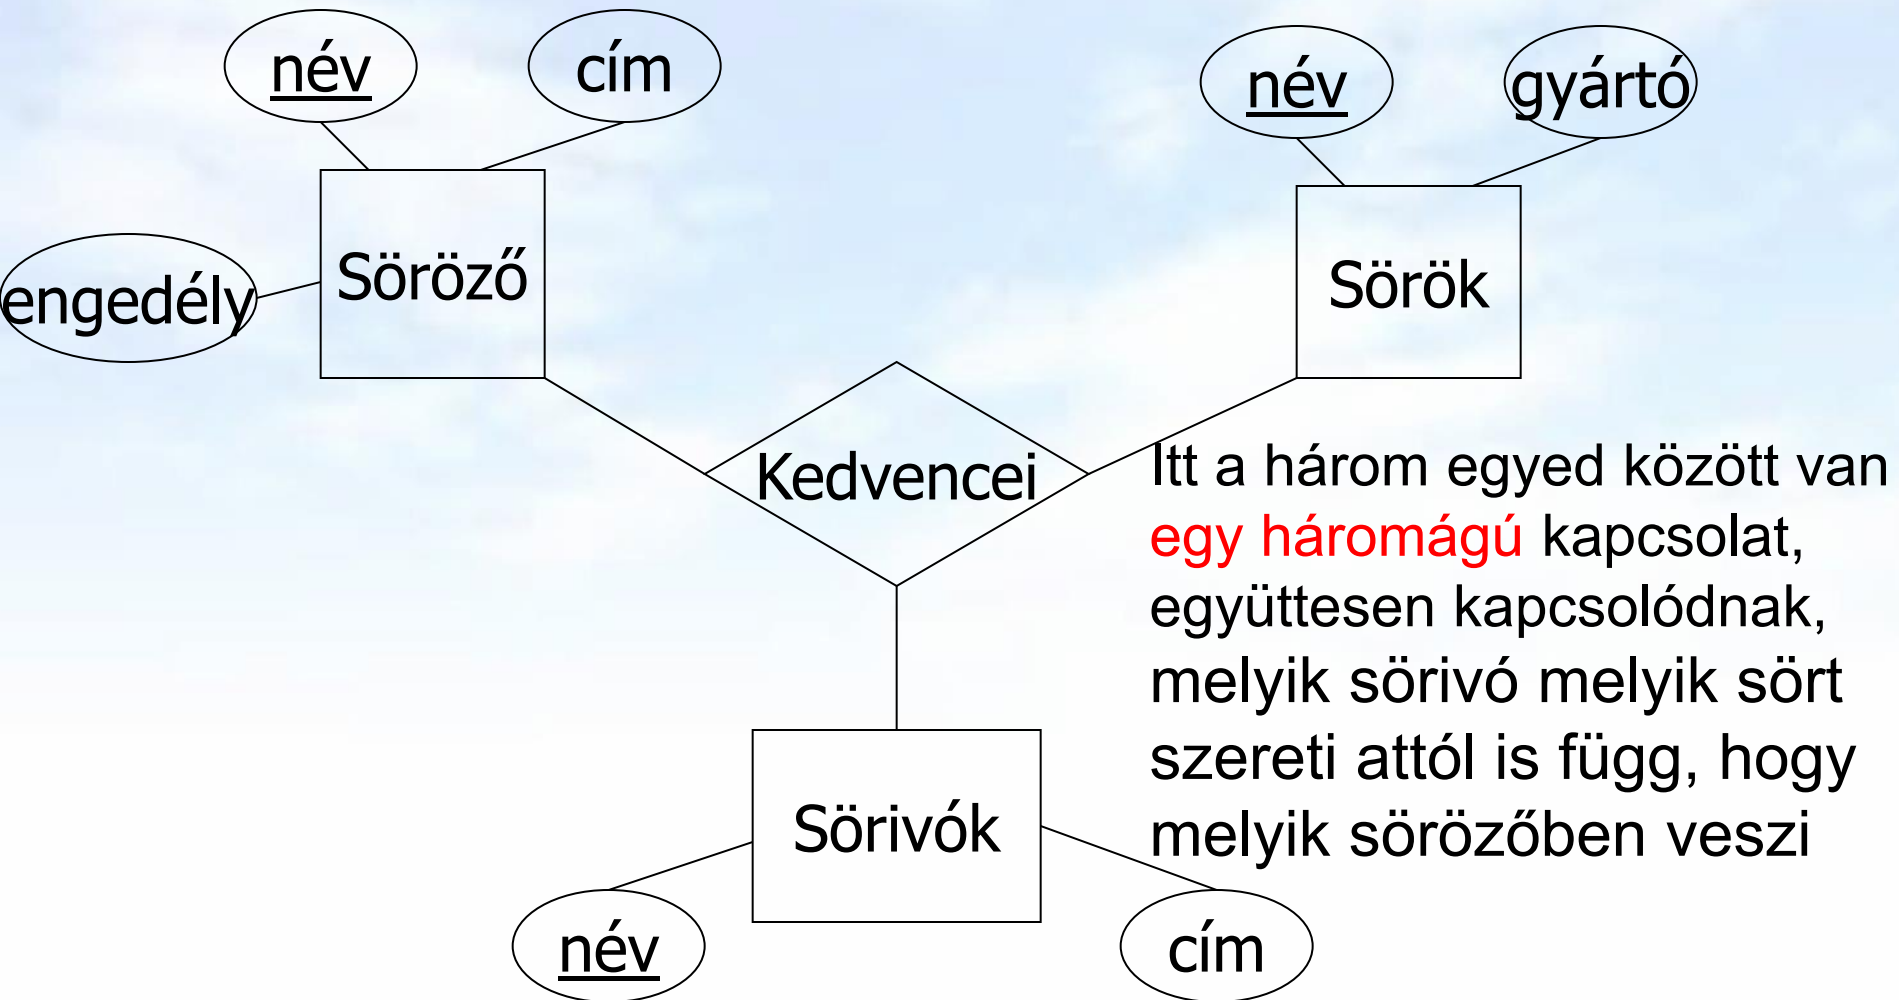 név
cím
név
gyártó
engedély
Söröző
Sörök
Kedvencei
Itt a három egyed között van
egy háromágú kapcsolat,
együttesen kapcsolódnak,
melyik sörivó melyik sört
szereti attól is függ, hogy
melyik sörözőben veszi
Sörivók
név
cím